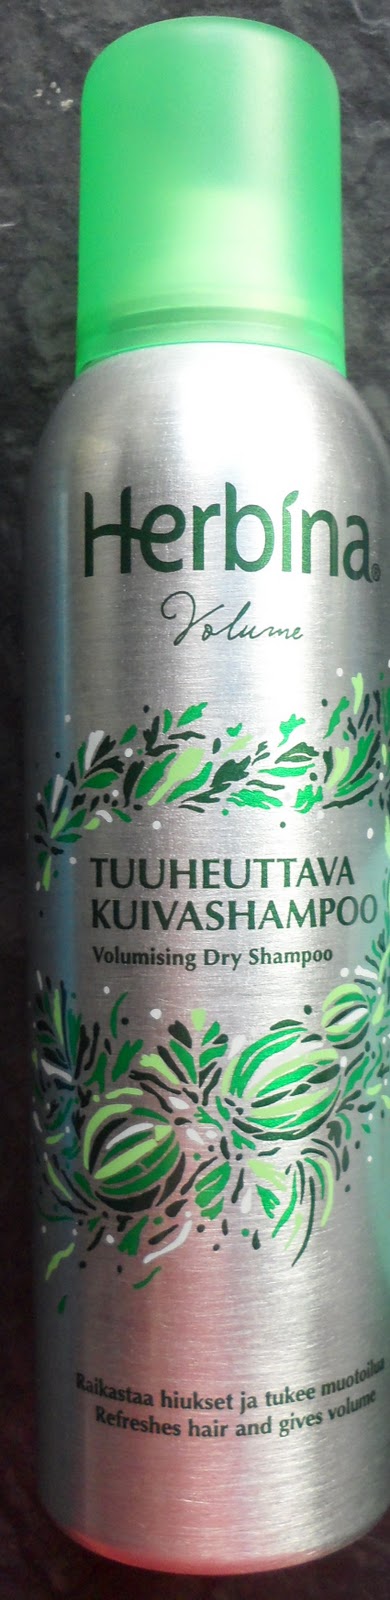 Herbina®
Volume
TUUHEUTTAVA
KUIVASHAMPOO
Volumising Dry Shampoo
Raikastaa hiukset ja tukee muotoilua
Refreshes hair and gives volume